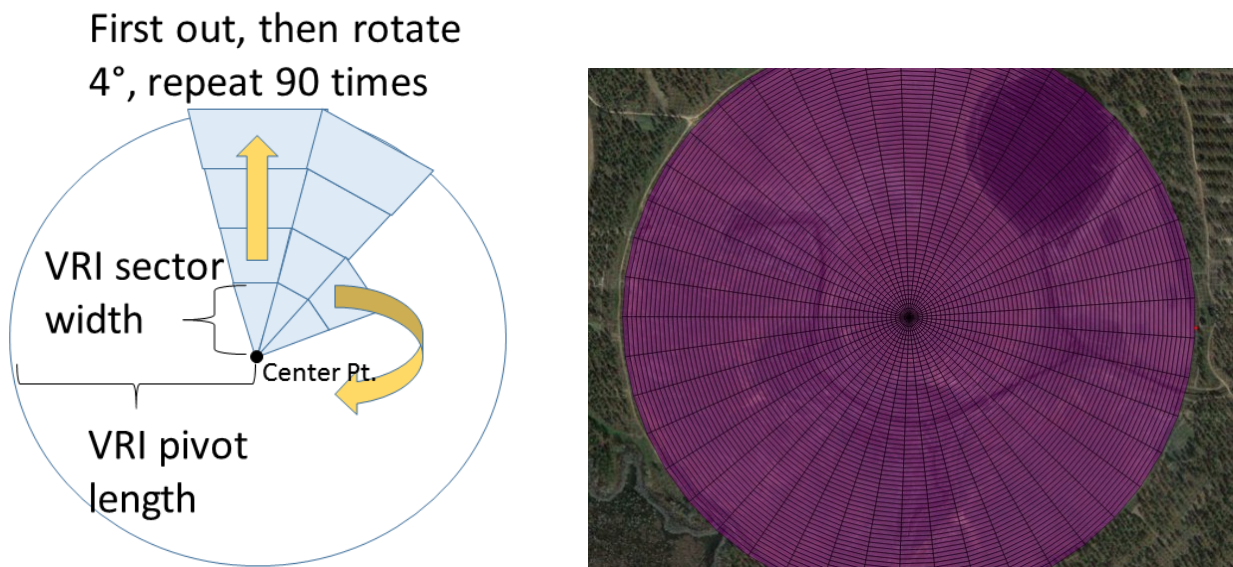 First out, then rotate
4°, repeat 90 times
VRI sector
width
Center Pt.
VRI pivot
length